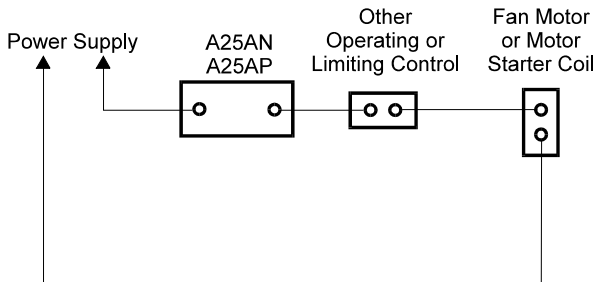 Power Supply
A25AN
A25AP
Other
Operating or
Limiting Control
Fan Motor
or Motor
Starter Coil